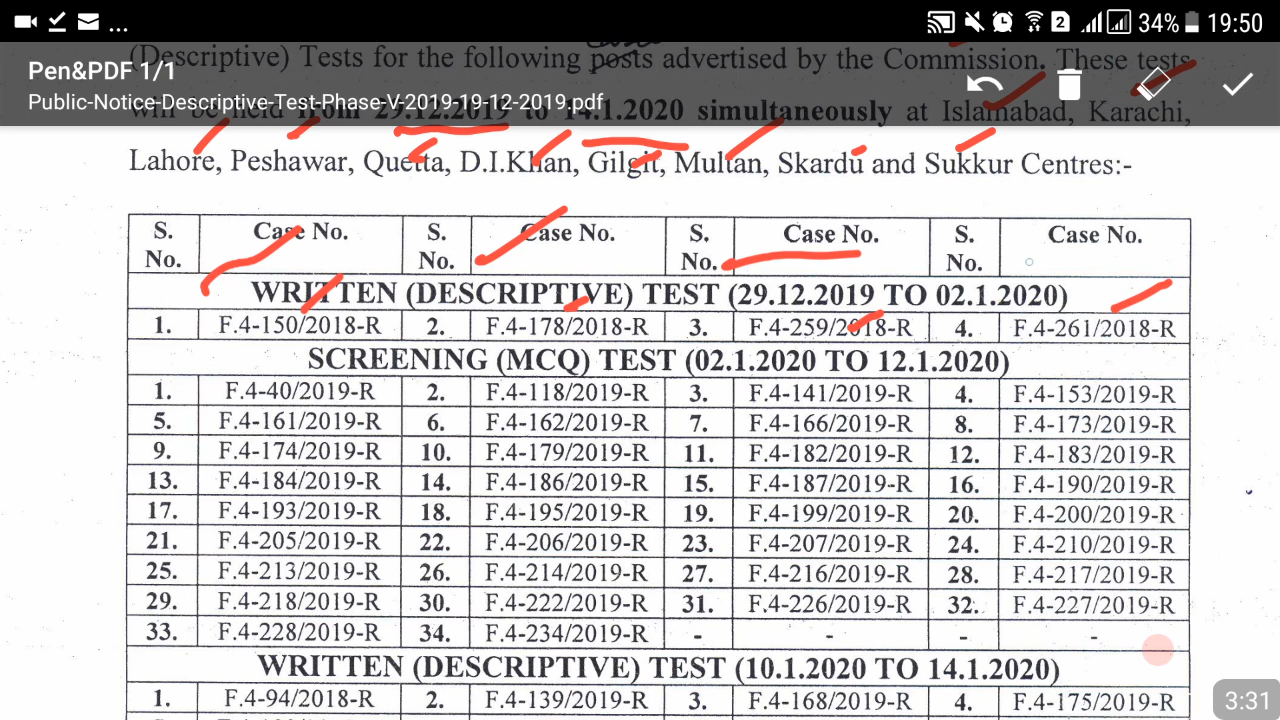 ... 2 34% 19:50
(Descriptive) Tests for the following posts advertised by the Commission. These tests
Pen&PDF 1/1
Public-Notice-Descriptive-Test-Phase-V-2019-19-12-2019.pdf
will be held from 29.12.2019 to 14.1.2020 simultaneously at Islamabad, Karachi,
Lahore, Peshawar, Quetta, D.I.Khan, Gilgit, Multan, Skardu and Sukkur Centres:-
S. No. Case No. S. No. Case No. S. No. Case No. S. No. Case No.
WRITTEN (DESCRIPTIVE) TEST (29.12.2019 TO 02.1.2020)
1. F.4-150/2018-R 2. F.4-178/2018-R 3. F.4-259/2018-R 4. F.4-261/2018-R
SCREENING (MCQ) TEST (02.1.2020 TO 12.1.2020)
1. F.4-40/2019-R 2. F.4-118/2019-R 3. F.4-141/2019-R 4. F.4-153/2019-R
5. F.4-161/2019-R 6. F.4-162/2019-R 7. F.4-166/2019-R 8. F.4-173/2019-R
9. F.4-174/2019-R 10. F.4-179/2019-R 11. F.4-182/2019-R 12. F.4-183/2019-R
13. F.4-184/2019-R 14. F.4-186/2019-R 15. F.4-187/2019-R 16. F.4-190/2019-R
17. F.4-193/2019-R 18. F.4-195/2019-R 19. F.4-199/2019-R 20. F.4-200/2019-R
21. F.4-205/2019-R 22. F.4-206/2019-R 23. F.4-207/2019-R 24. F.4-210/2019-R
25. F.4-213/2019-R 26. F.4-214/2019-R 27. F.4-216/2019-R 28. F.4-217/2019-R
29. F.4-218/2019-R 30. F.4-222/2019-R 31. F.4-226/2019-R 32. F.4-227/2019-R
33. F.4-228/2019-R 34. F.4-234/2019-R - - - -
WRITTEN (DESCRIPTIVE) TEST (10.1.2020 TO 14.1.2020)
1. F.4-94/2018-R 2. F.4-139/2019-R 3. F.4-168/2019-R 4. F.4-175/2019-R
3:31